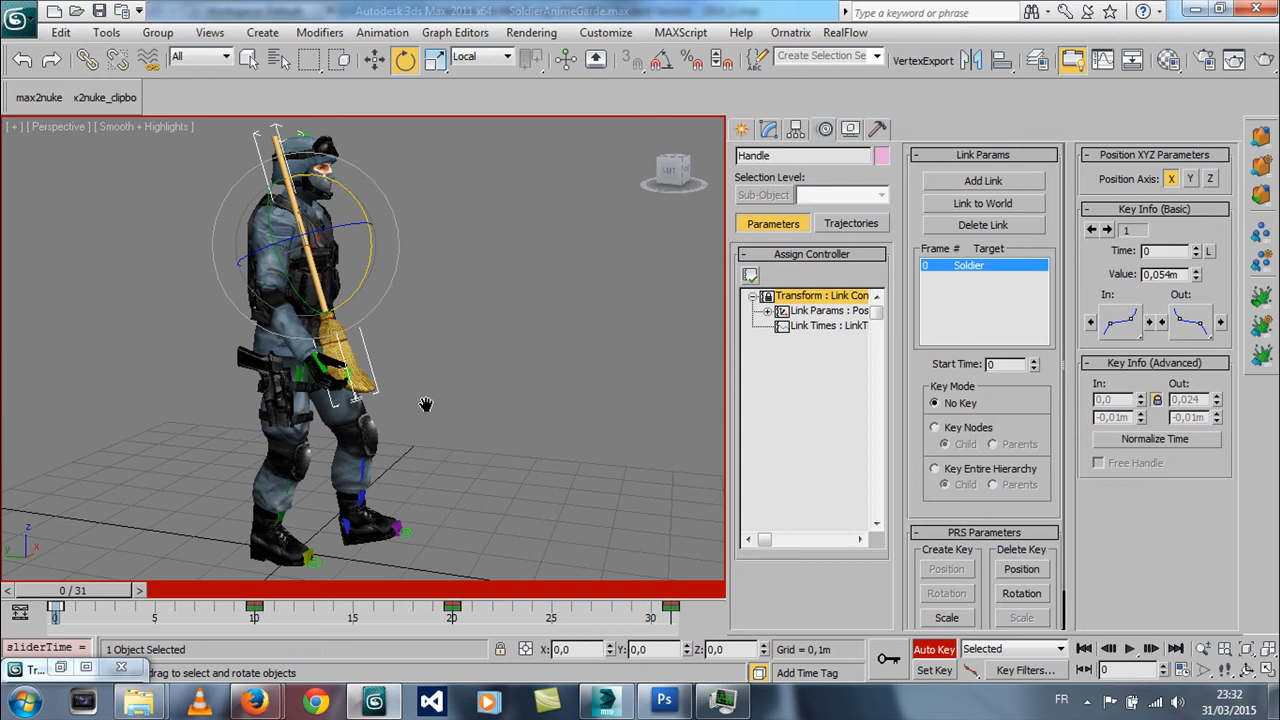 Autodesk 3ds Max 2011 x64 SoldierAnimeGarde.max
Type a keyword or phrase
Edit Tools Group Views Create Modifiers Animation Graph Editors Rendering Customize MAXScript Help Ornatrix RealFlow
All Local Create Selection Se VertexExport
max2nuke x2nuke_clipbo
[ + ] [ Perspective ] [ Smooth + Highlights ]
LEFT
Handle
Selection Level:
Sub-Object
Parameters Trajectories
- Assign Controller
Transform : Link Con
Link Params : Pos
Link Times : LinkT
- Link Params
Add Link
Link to World
Delete Link
Frame # Target
0 Soldier
Start Time: 0
Key Mode
No Key
Key Nodes
Child Parents
Key Entire Hierarchy
Child Parents
- PRS Parameters
Create Key Delete Key
Position Position
Rotation Rotation
Scale Scale
- Position XYZ Parameters
Position Axis: X Y Z
- Key Info (Basic)
1
Time: 0 L
Value: 0,054m
In: Out:
- Key Info (Advanced)
In: Out:
0,0 0,024
-0,01m -0,01m
Normalize Time
Free Handle
z
y x
< 0 / 31 >
0 5 10 15 20 25 30
sliderTime =
1 Object Selected
X: 0,0 Y: 0,0 Z: 0,0 Grid = 0,1m
Auto Key Selected
Tr...
drag to select and rotate objects
Add Time Tag
Set Key Key Filters... 0
Ps
FR
23:32
31/03/2015